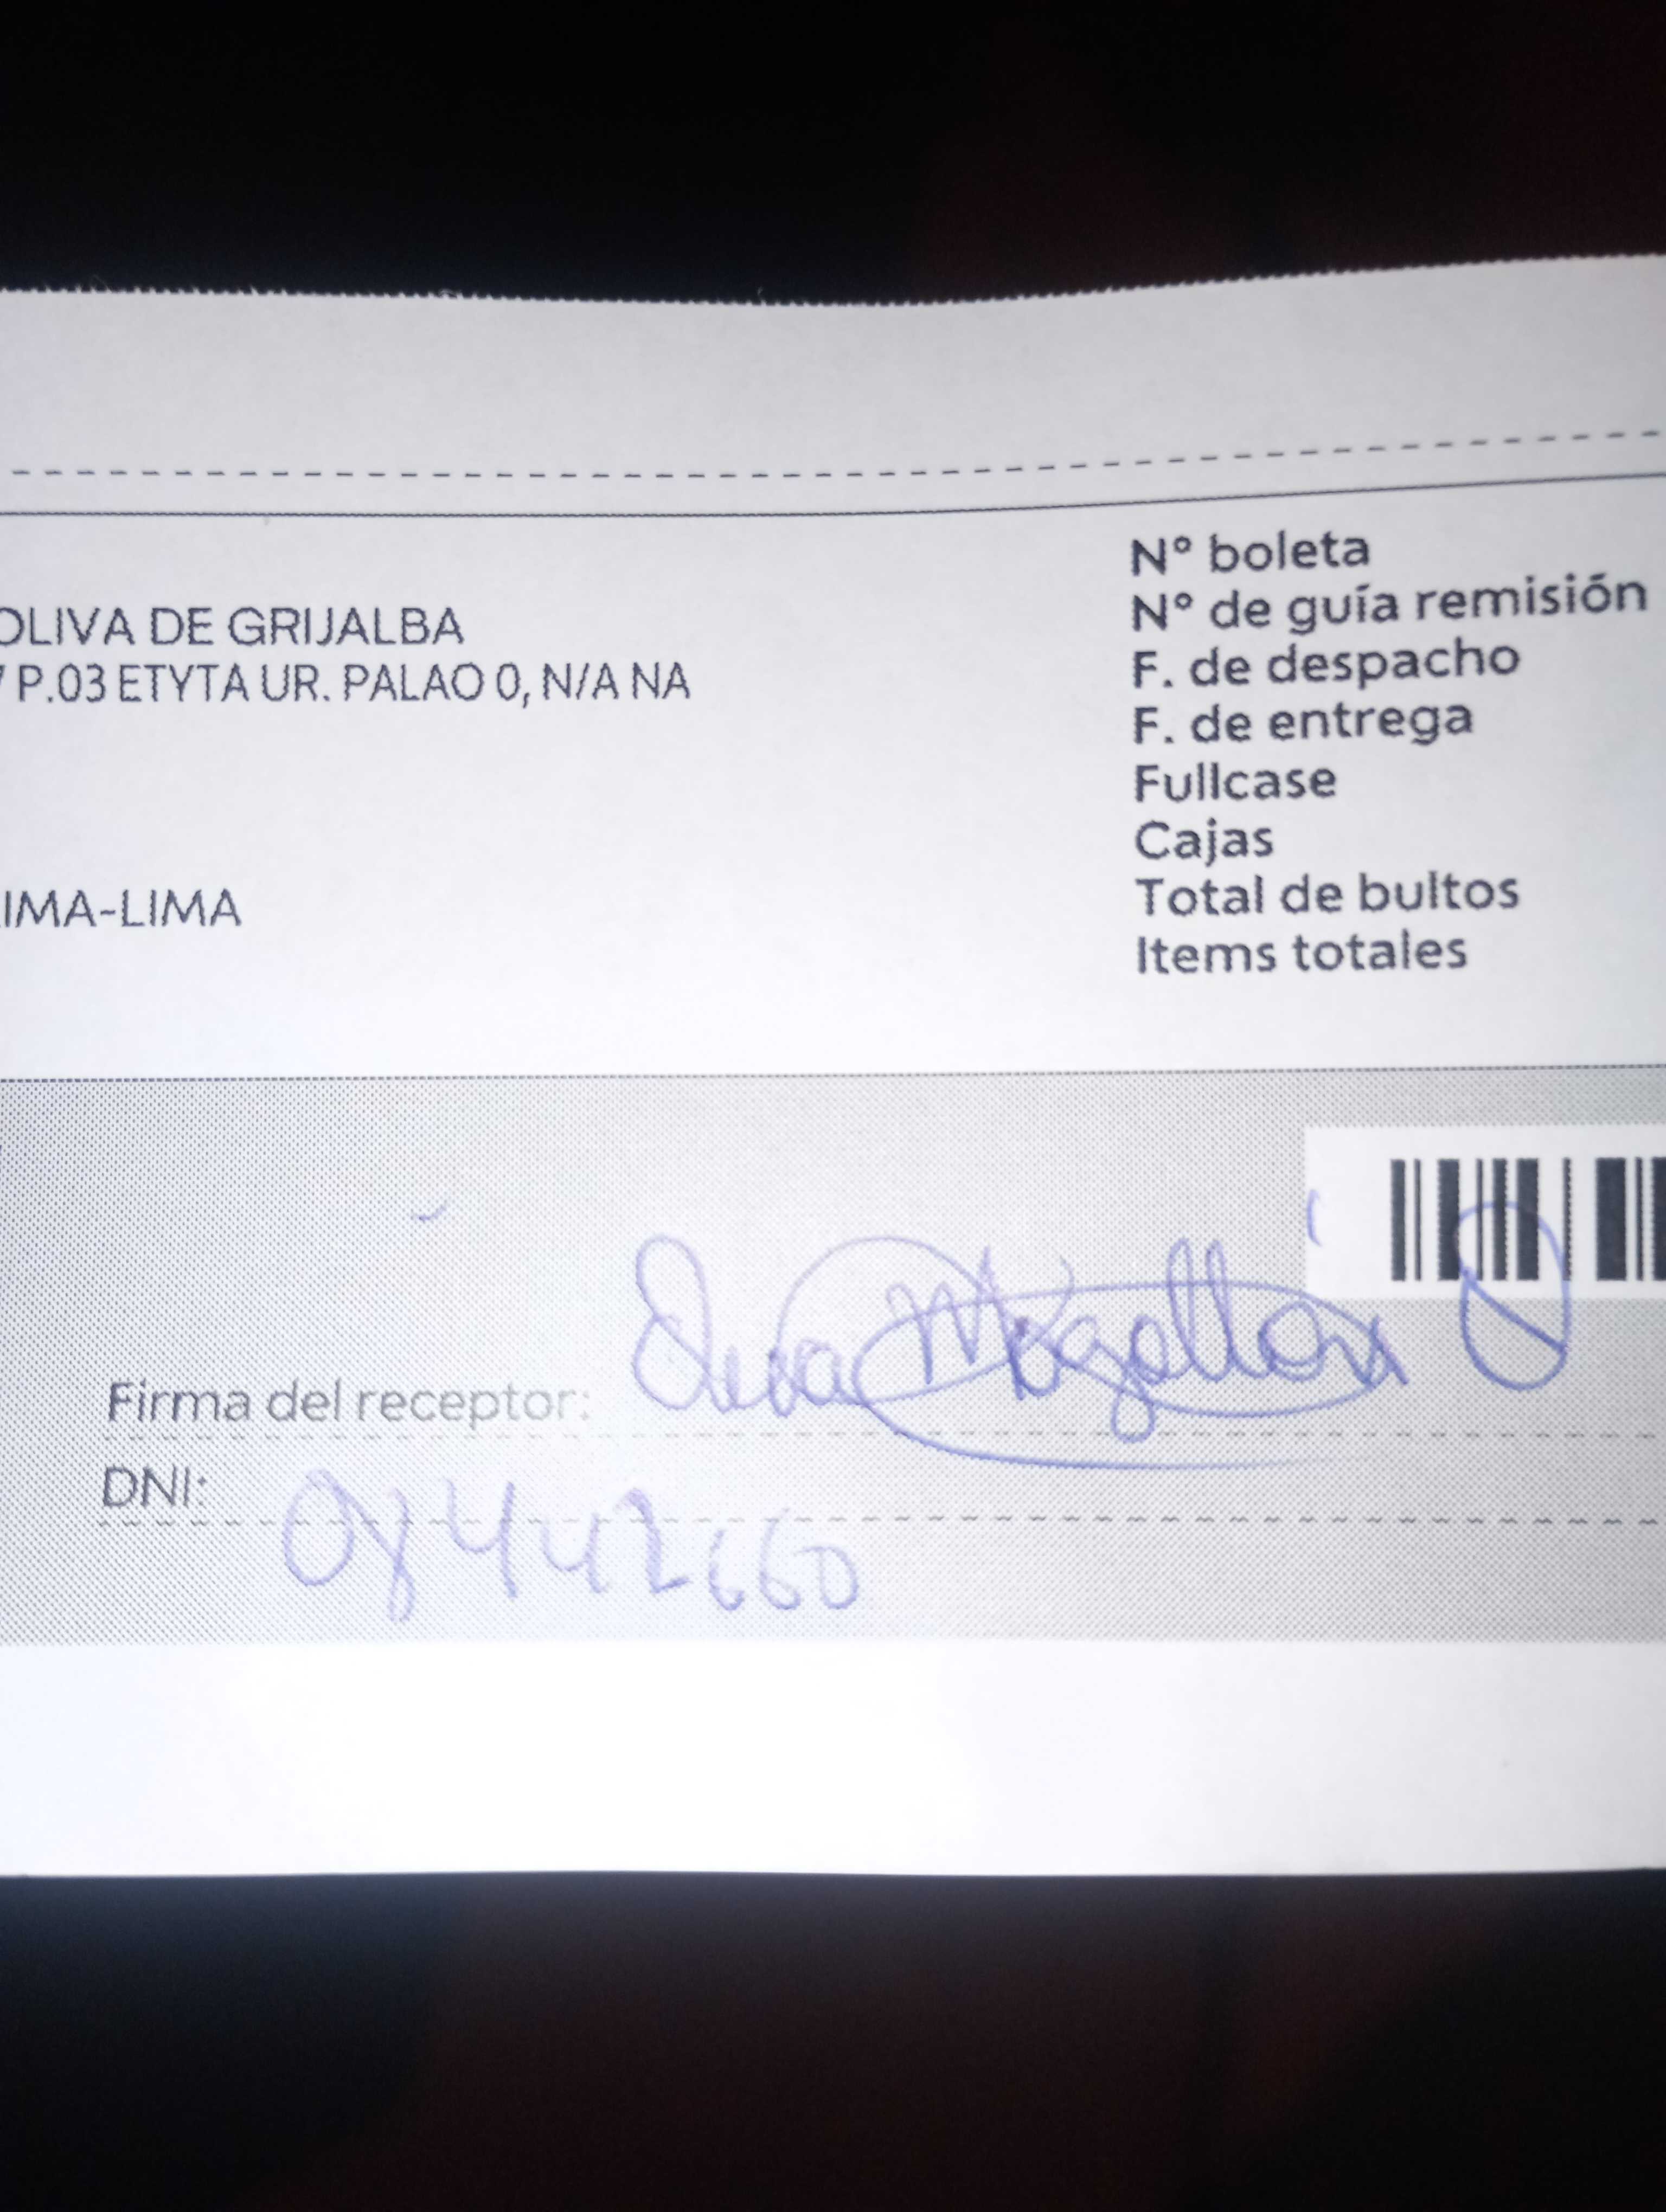 N° boleta
OLIVA DE GRIJALBA
N° de guía remisión
P.03 ETYTA UR. PALAO 0, N/A NA
F. de despacho
F. de entrega
Fullcase
Cajas
IMA-LIMA
Total de bultos
Items totales
Firma del receptor: Magallan
DNI: 08442660